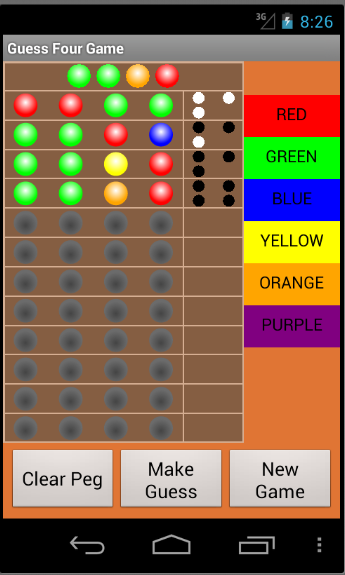 3G 8:26
Guess Four Game
RED
GREEN
BLUE
YELLOW
ORANGE
PURPLE
Clear Peg
Make
Guess
New
Game